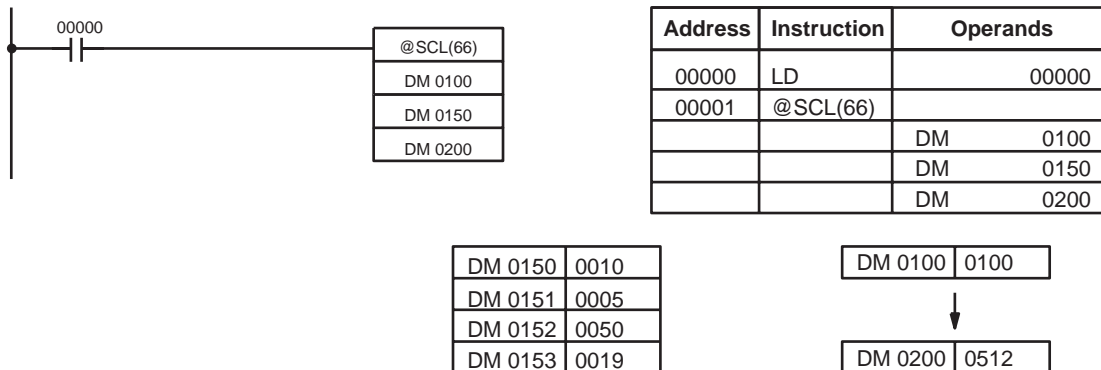 00000
@SCL(66)
DM 0100
DM 0150
DM 0200
Address Instruction Operands
00000 LD 00000
00001 @SCL(66)
DM 0100
DM 0150
DM 0200
DM 0150 0010
DM 0151 0005
DM 0152 0050
DM 0153 0019
DM 0100 0100
DM 0200 0512